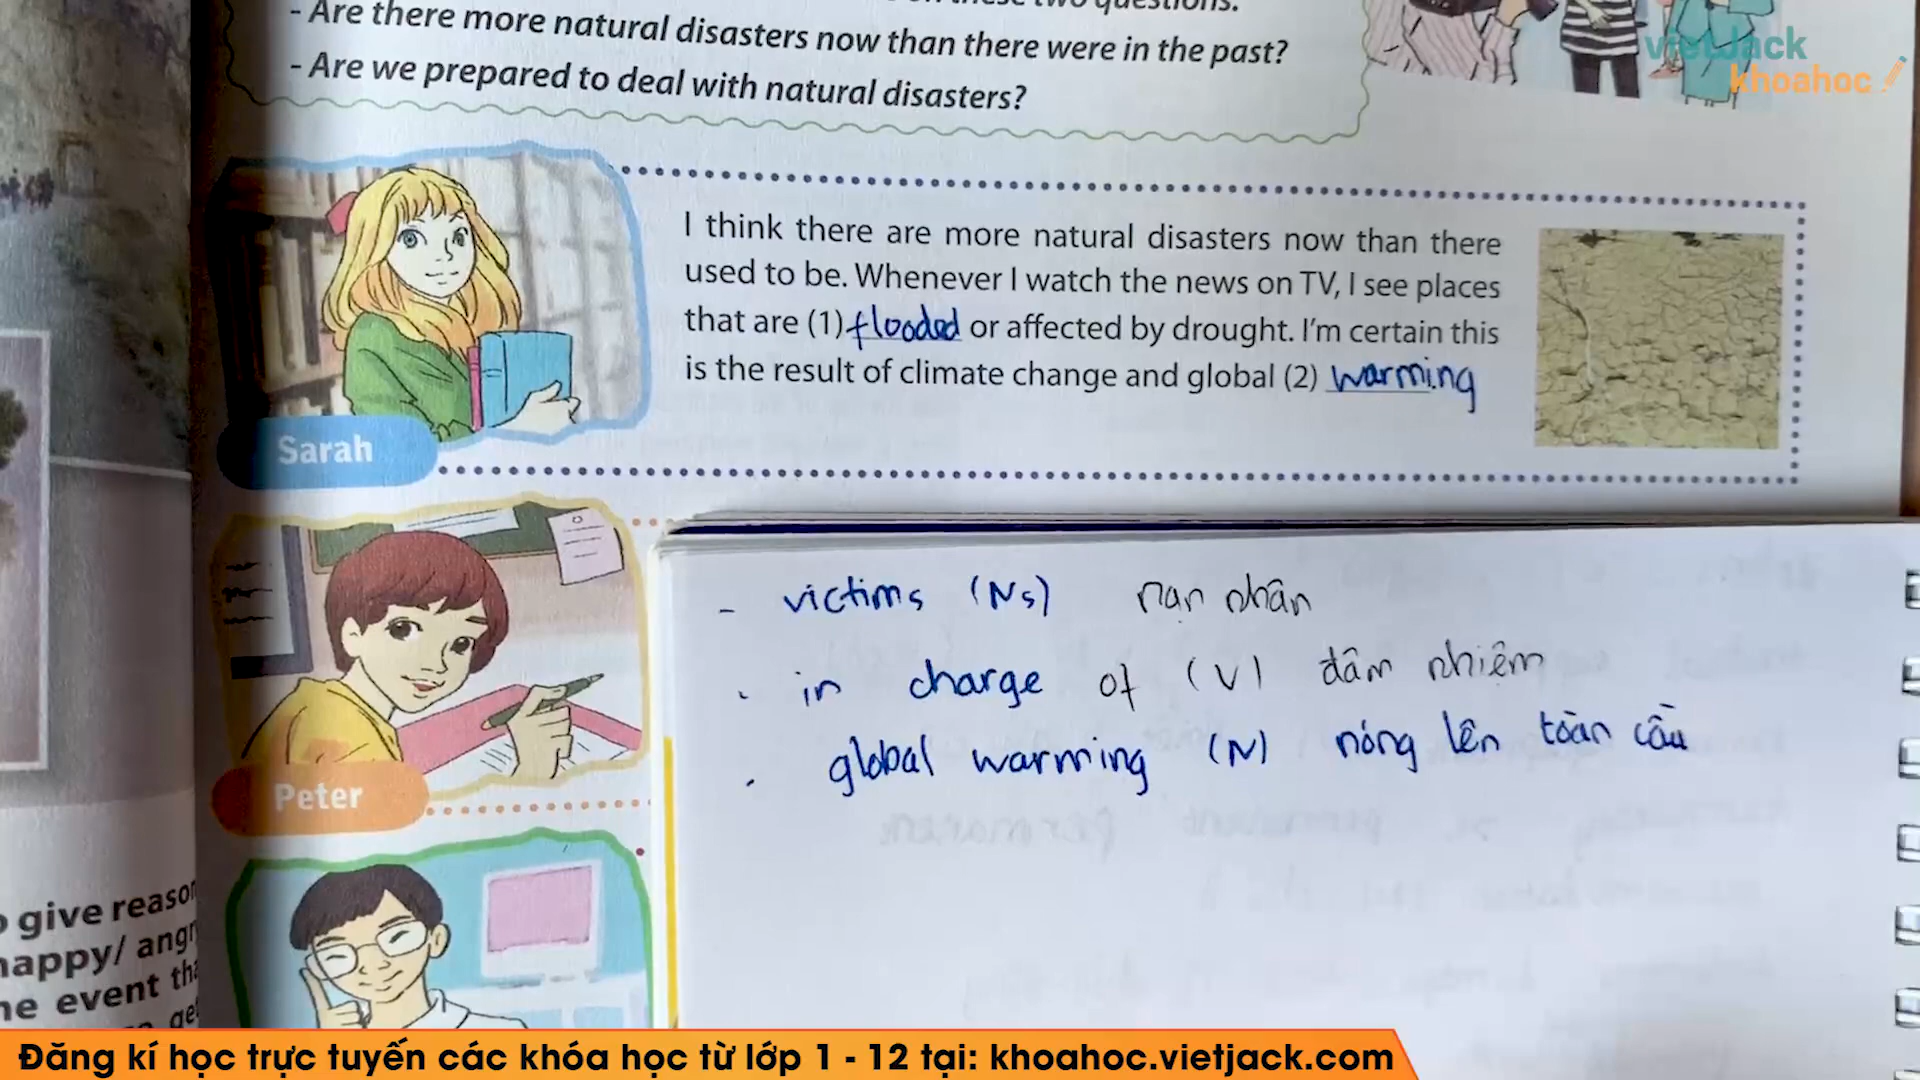 - Are there more natural disasters now than there were in the past?
- Are we prepared to deal with natural disasters?
vietJack
khoahoc
I think there are more natural disasters now than there
used to be. Whenever I watch the news on TV, I see places
that are (1) flooded or affected by drought. I'm certain this
is the result of climate change and global (2) warming
Sarah
- victims (Ns) nạn nhân
. in charge of (V) đảm nhiệm
. global warming (N) nóng lên toàn cầu
Peter
give reason
happy/ angr
event tha
ge
Đăng kí học trực tuyến các khóa học từ lớp 1 - 12 tại: khoahoc.vietjack.com